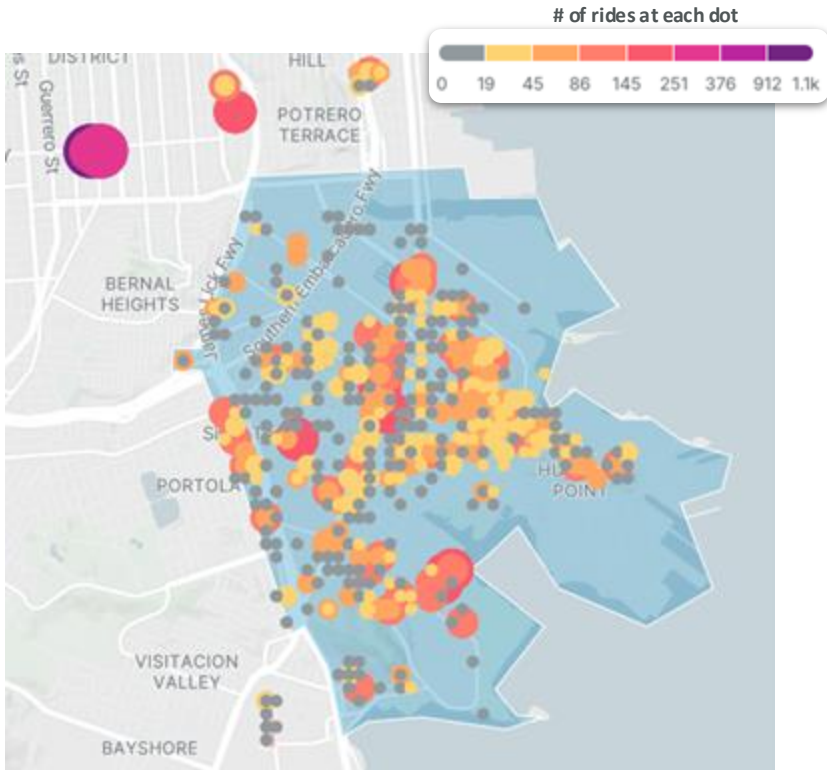 # of rides at each dot
0 19 45 86 145 251 376 912 1.1k
DISTRICT
HILL
Guerrero St
POTRERO
TERRACE
James Lick Fwy
Southern Embarcadero Fwy
BERNAL
HEIGHTS
PORTOLA
POINT
VISITACION
VALLEY
BAYSHORE